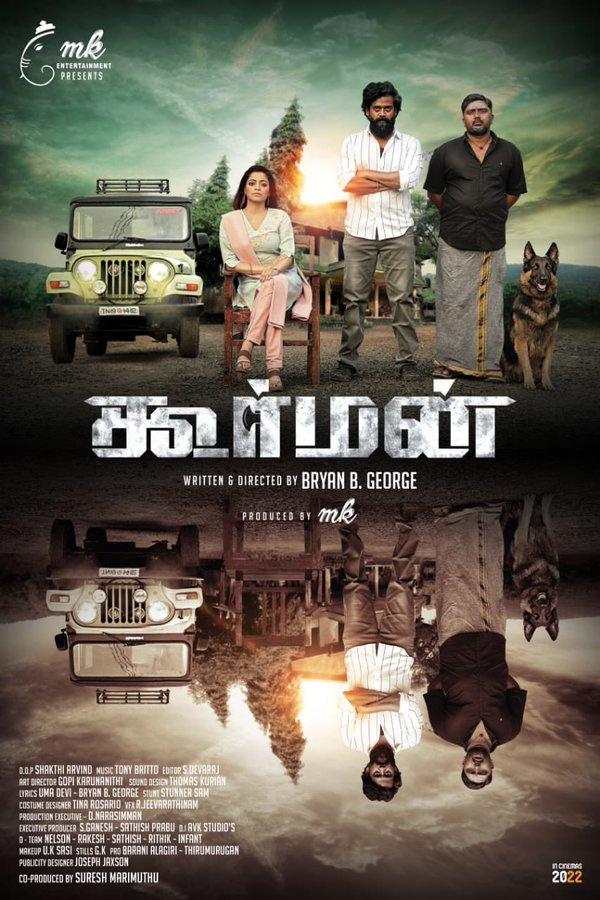 mk
ENTERTAINMENT
PRESENTS
கூர்மன்
WRITTEN & DIRECTED BY BRYAN B. GEORGE
PRODUCED BY mk
D.O.P SHAKTHI ARVIND MUSIC TONY BRITTO EDITOR S.DEVARAJ
ART DIRECTOR GOPI KARUNANITHI SOUND DESIGN THOMAS KURIAN
LYRICS UMA DEVI - BRYAN B. GEORGE STUNT STUNNER SAM
COSTUME DESIGNER TINA ROSARIO VFX R.JEEVARATHINAM
PRODUCTION EXECUTIVE - D.NARASIMMAN
EXECUTIVE PRODUCER S.GANESH - SATHISH PRABU DI AVK STUDIO'S
D - TEAM NELSON - RAKESH - SATHISH - RITHIK - INFANT
MAKEUP U.K SASI STILLS G.K PRO BARANI ALAGIRI - THIRUMURUGAN
PUBLICITY DESIGNER JOSEPH JAXSON
CO-PRODUCED BY SURESH MARIMUTHU
IN CINEMAS
2022